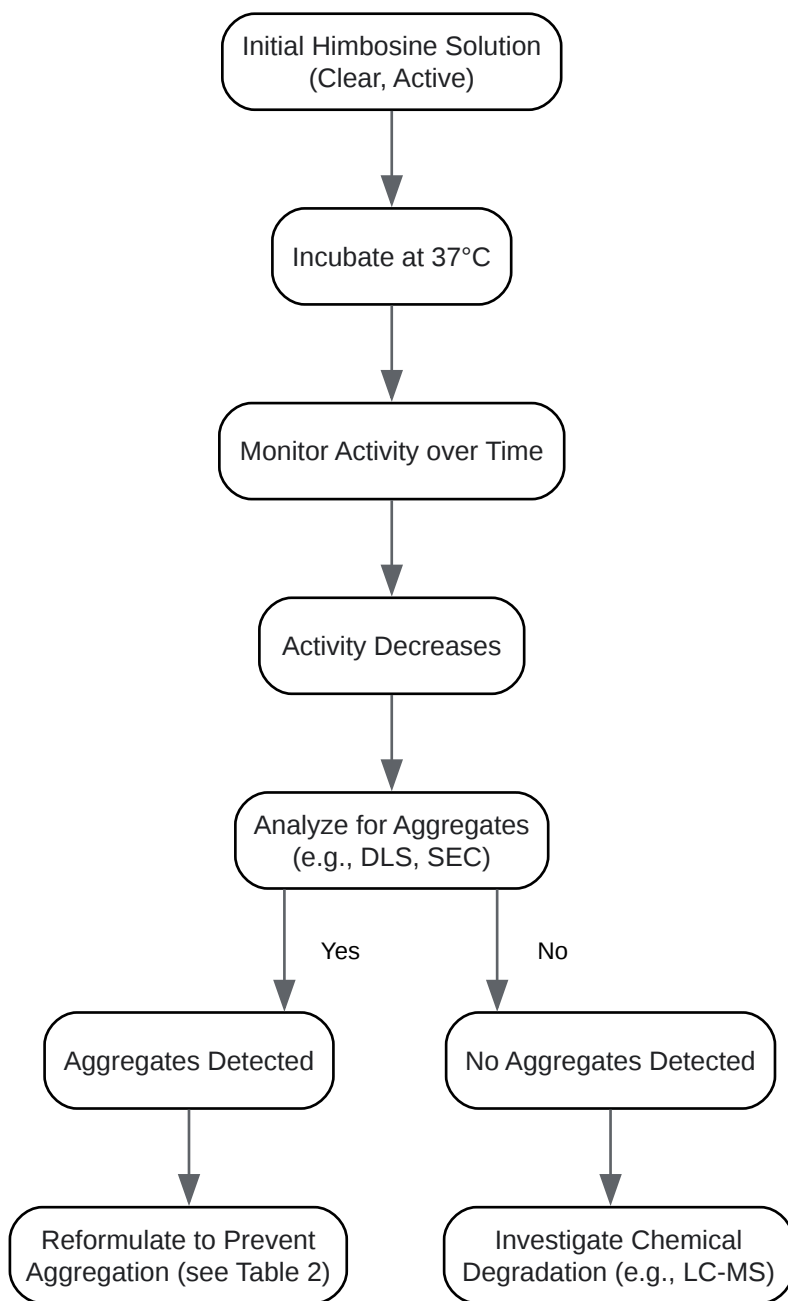 Initial Himbosine Solution
(Clear, Active)
Incubate at 37°C
Monitor Activity over Time
Activity Decreases
Analyze for Aggregates
(e.g., DLS, SEC)
Yes
No
Aggregates Detected
No Aggregates Detected
Reformulate to Prevent
Aggregation (see Table 2)
Investigate Chemical
Degradation (e.g., LC-MS)